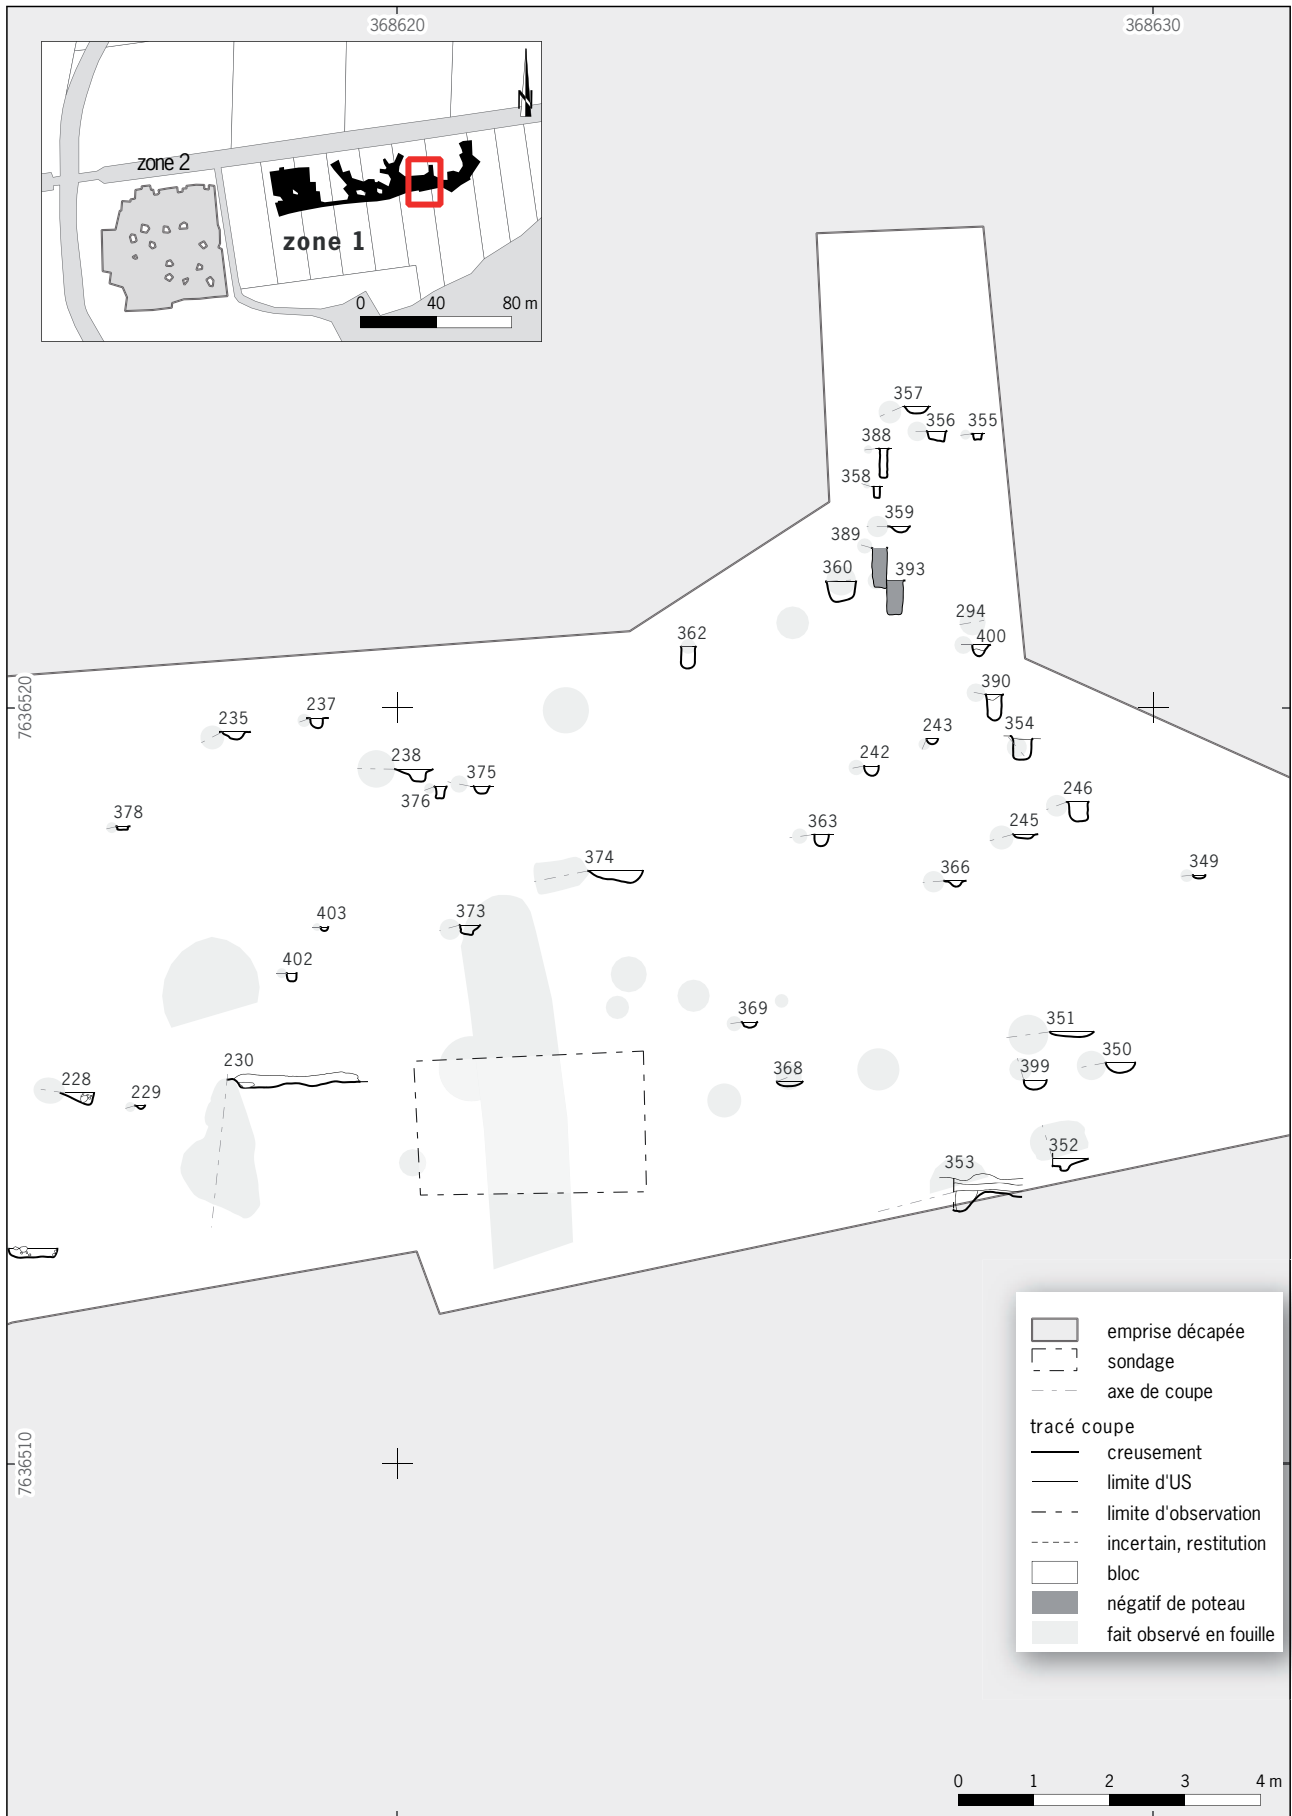 368620
368630
N
zone 2
zone 1
0 40 80 m
357
356
355
388
358
359
389
360
393
294
400
362
390
7636520
237
235
354
243
238
242
375
376
246
378
363
245
374
366
349
403
373
402
369
351
230
350
368
399
228
229
352
353
emprise décapée
sondage
axe de coupe
tracé coupe
creusement
limite d'US
limite d'observation
incertain, restitution
bloc
négatif de poteau
fait observé en fouille
7636510
0 1 2 3 4 m